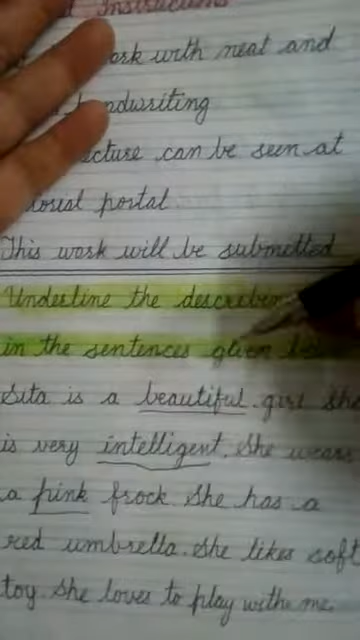 Instructions
work with neat and
handwriting
lecture can be seen at
portal
This work will be submitted
Underline the
in the sentences given
Sita is a beautiful girl She
is very intelligent. She wears
a pink frock She has a
red umbrella. She likes soft
toy. She loves to play with me.